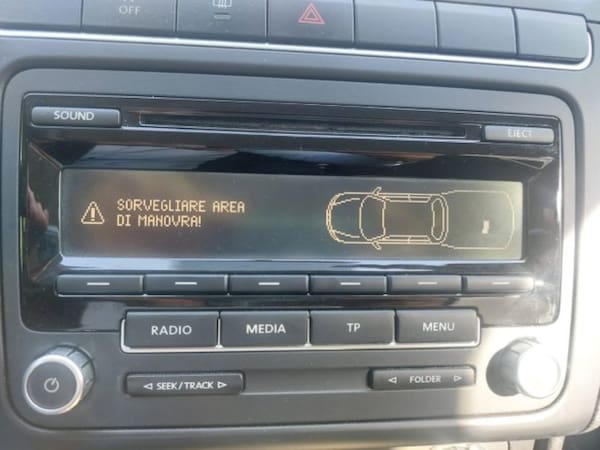 OFF
SOUND
EJECT
SORVEGLIARE AREA
DI MANOVRA!
RADIO
MEDIA
TP
MENU
SEEK/TRACK
FOLDER